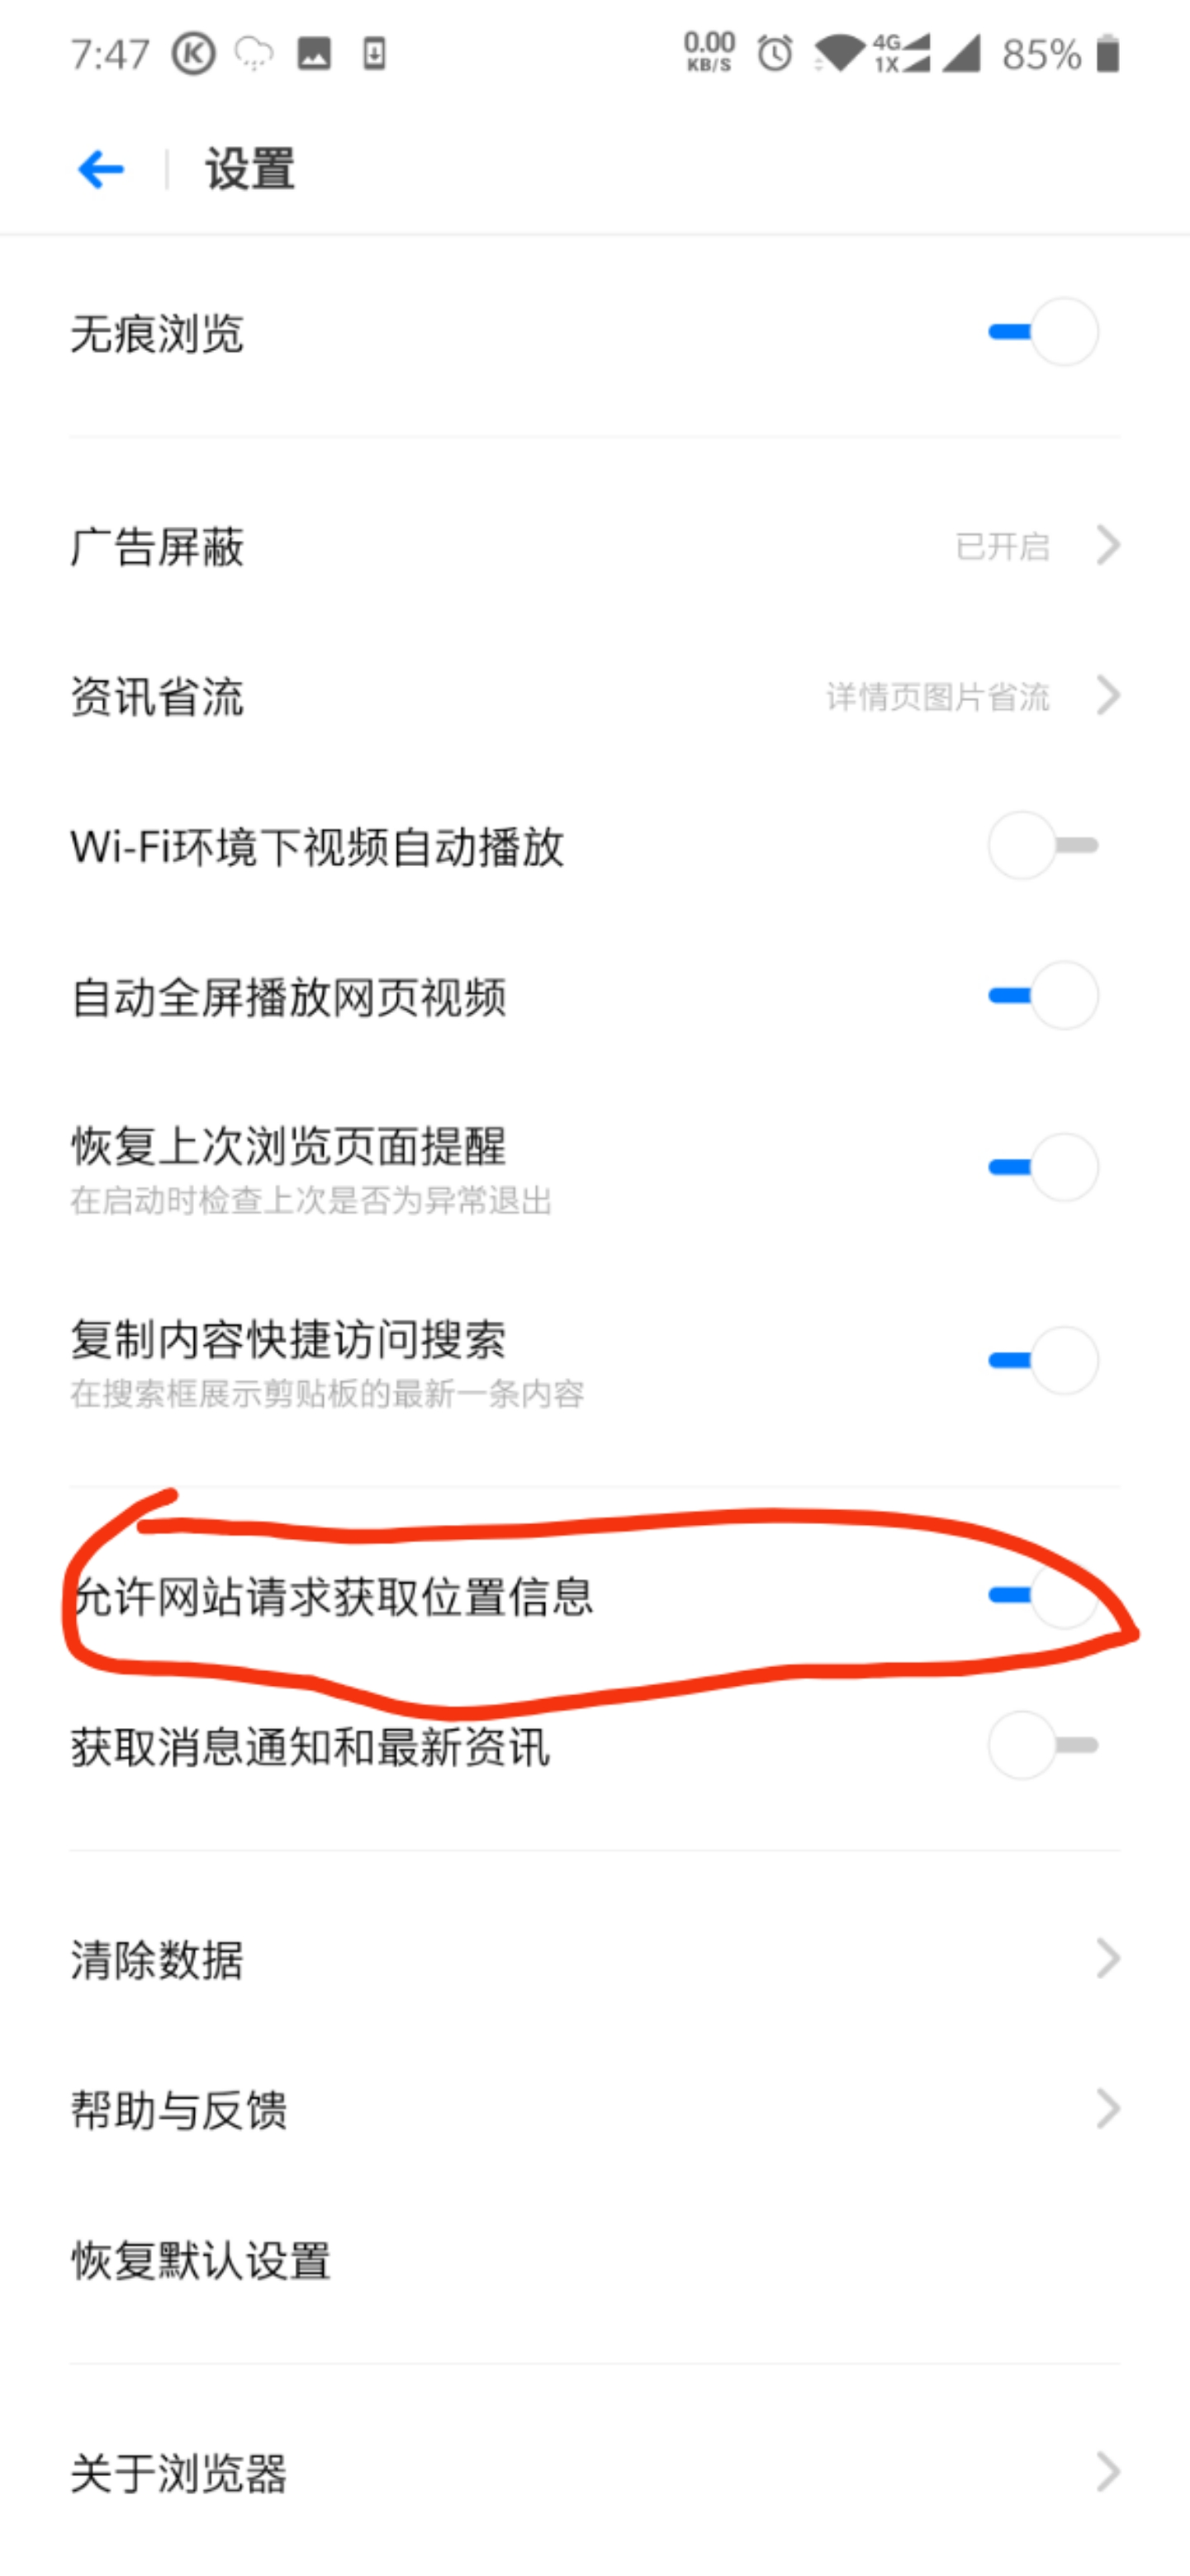 7:47 K 0.00 KB/S 4G 1X 85%
设置
无痕浏览
广告屏蔽 已开启
资讯省流 详情页图片省流
Wi-Fi环境下视频自动播放
自动全屏播放网页视频
恢复上次浏览页面提醒
在启动时检查上次是否为异常退出
复制内容快捷访问搜索
在搜索框展示剪贴板的最新一条内容
允许网站请求获取位置信息
获取消息通知和最新资讯
清除数据
帮助与反馈
恢复默认设置
关于浏览器